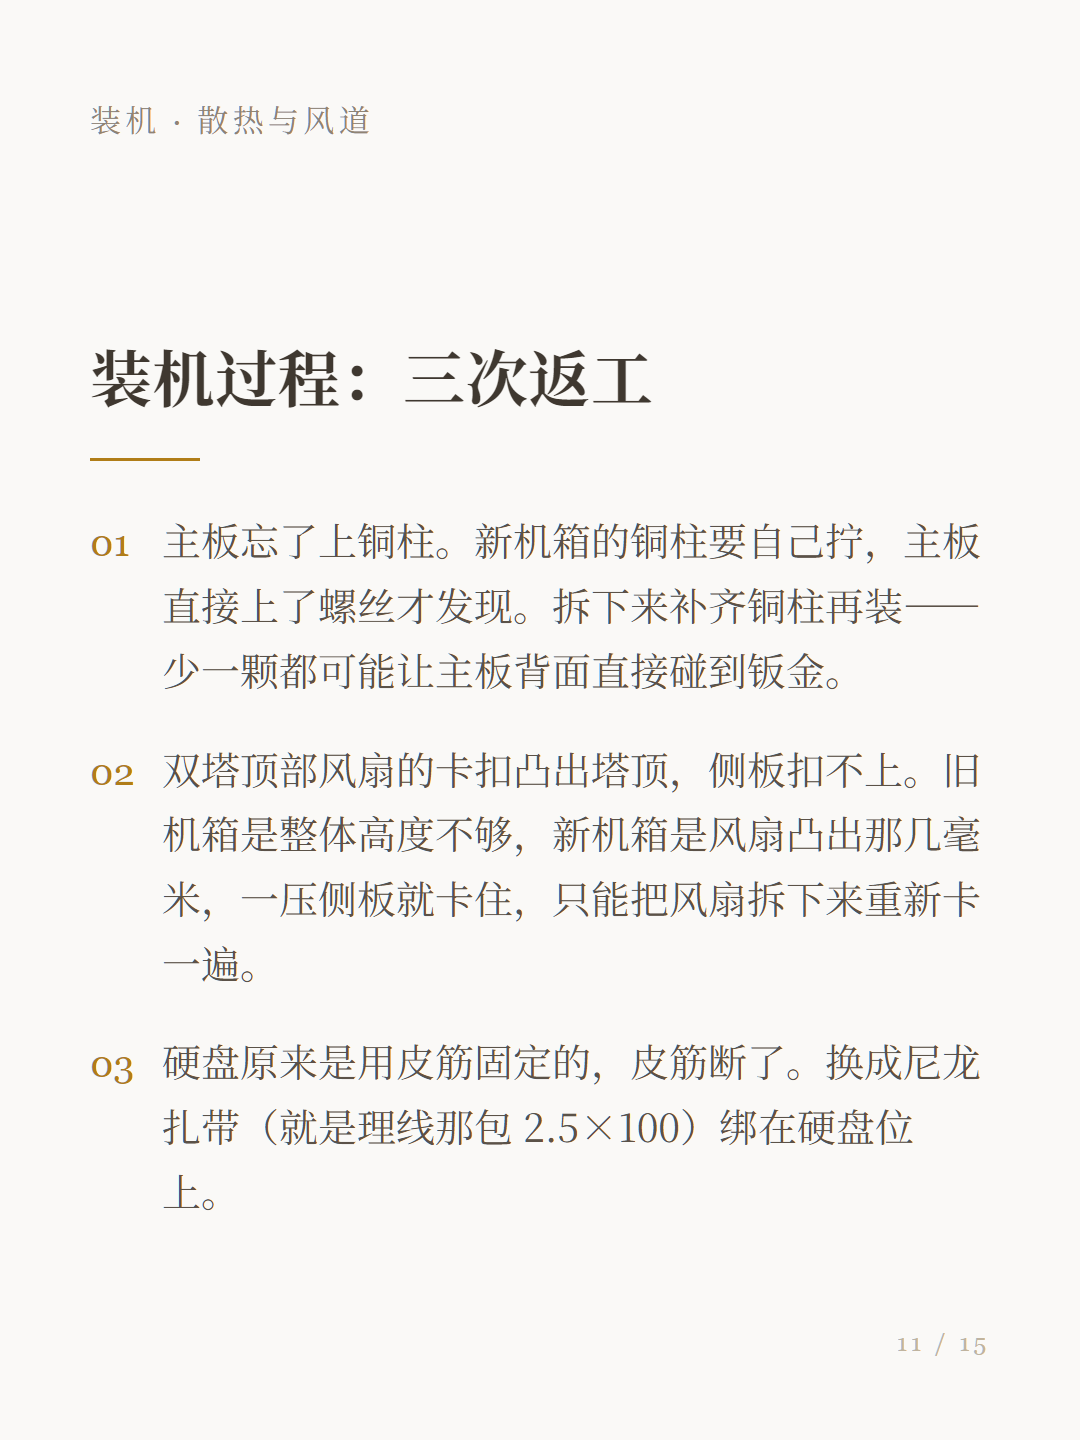 装机 · 散热与风道
装机过程：三次返工
01 主板忘了上铜柱。新机箱的铜柱要自己拧，主板
直接上了螺丝才发现。拆下来补齐铜柱再装——
少一颗都可能让主板背面直接碰到钣金。
02 双塔顶部风扇的卡扣凸出塔顶，侧板扣不上。旧
机箱是整体高度不够，新机箱是风扇凸出那几毫
米，一压侧板就卡住，只能把风扇拆下来重新卡
一遍。
03 硬盘原来是用皮筋固定的，皮筋断了。换成尼龙
扎带（就是理线那包 2.5×100）绑在硬盘位
上。
11 / 15